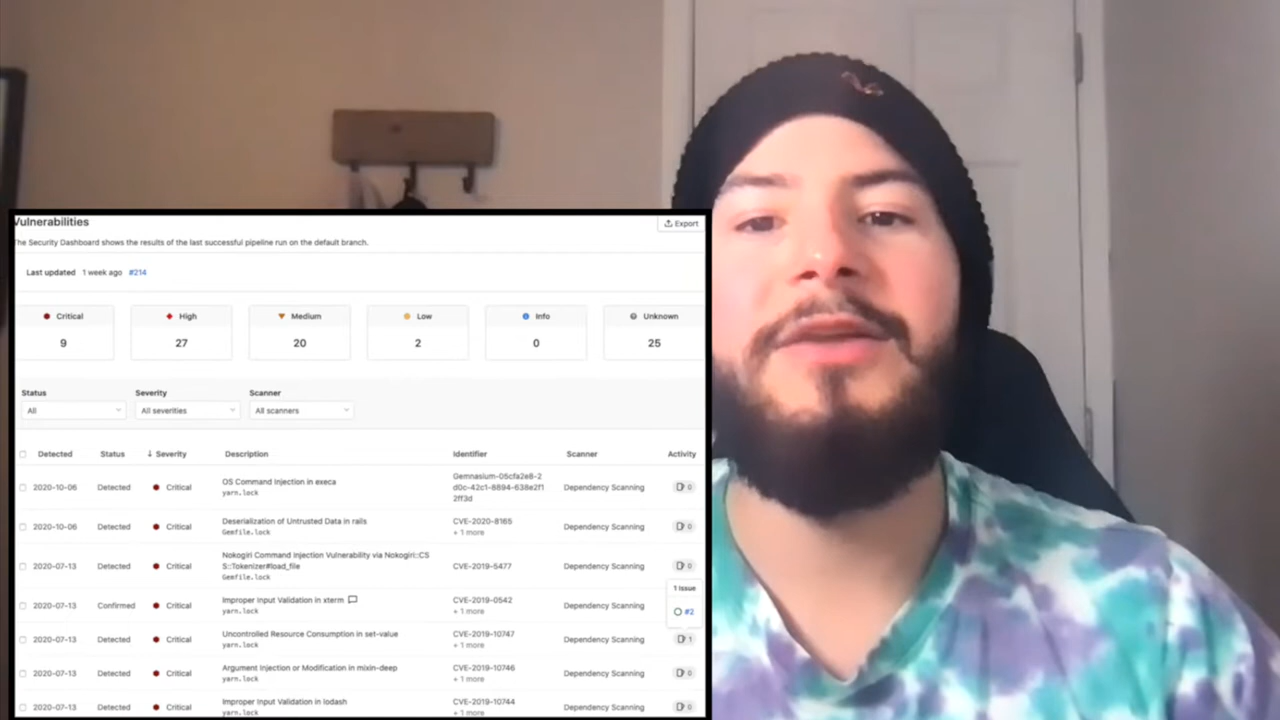 Vulnerabilities
Export
The Security Dashboard shows the results of the last successful pipeline run on the default branch.
Last updated 1 week ago #214
Critical High Medium Low Info Unknown
9 27 20 2 0 25
Status Severity Scanner
All All severities All scanners
Detected Status Severity Description Identifier Scanner Activity
2020-10-06 Detected Critical OS Command Injection in execa
yarn.lock
Gemnasium-05cfa2e8-2
d0c-42c1-8894-638e2f1
2ff3d
Dependency Scanning 0
2020-10-06 Detected Critical Deserialization of Untrusted Data in rails
Gemfile.lock
CVE-2020-8165
+ 1 more
Dependency Scanning 0
2020-07-13 Detected Critical Nokogiri Command Injection Vulnerability via Nokogiri::CS
S::Tokenizer#load_file
Gemfile.lock
CVE-2019-5477
Dependency Scanning 0
1 Issue
#2
2020-07-13 Confirmed Critical Improper Input Validation in xterm
yarn.lock
CVE-2019-0542
+ 1 more
Dependency Scanning
2020-07-13 Detected Critical Uncontrolled Resource Consumption in set-value
yarn.lock
CVE-2019-10747
+ 1 more
Dependency Scanning 1
2020-07-13 Detected Critical Argument Injection or Modification in mixin-deep
yarn.lock
CVE-2019-10746
+ 1 more
Dependency Scanning 0
2020-07-13 Detected Critical Improper Input Validation in lodash
yarn.lock
CVE-2019-10744
+ 1 more
Dependency Scanning 0